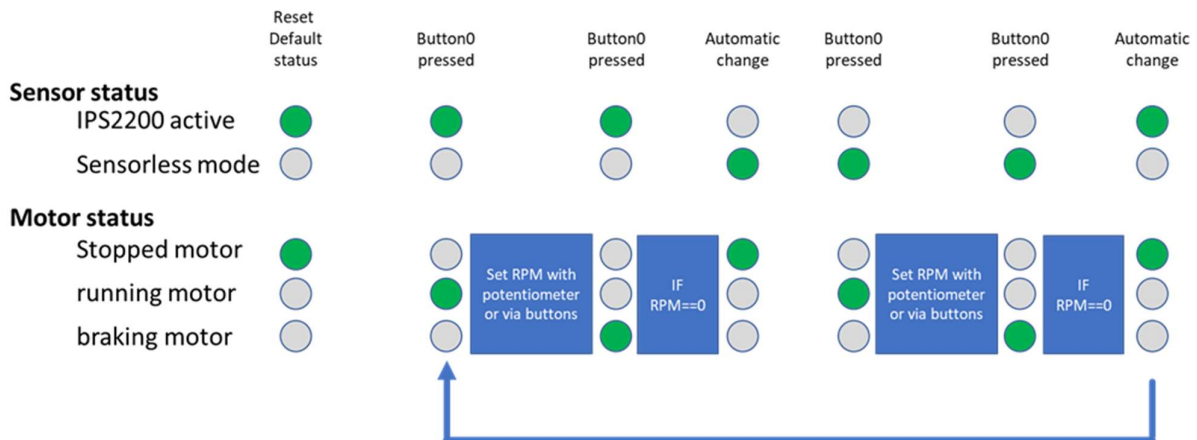 Reset
Default
status
Button0
pressed
Button0
pressed
Automatic
change
Button0
pressed
Button0
pressed
Automatic
change
Sensor status
IPS2200 active
Sensorless mode
Motor status
Stopped motor
running motor
braking motor
Set RPM with
potentiometer
or via buttons
IF
RPM==0
Set RPM with
potentiometer
or via buttons
IF
RPM==0